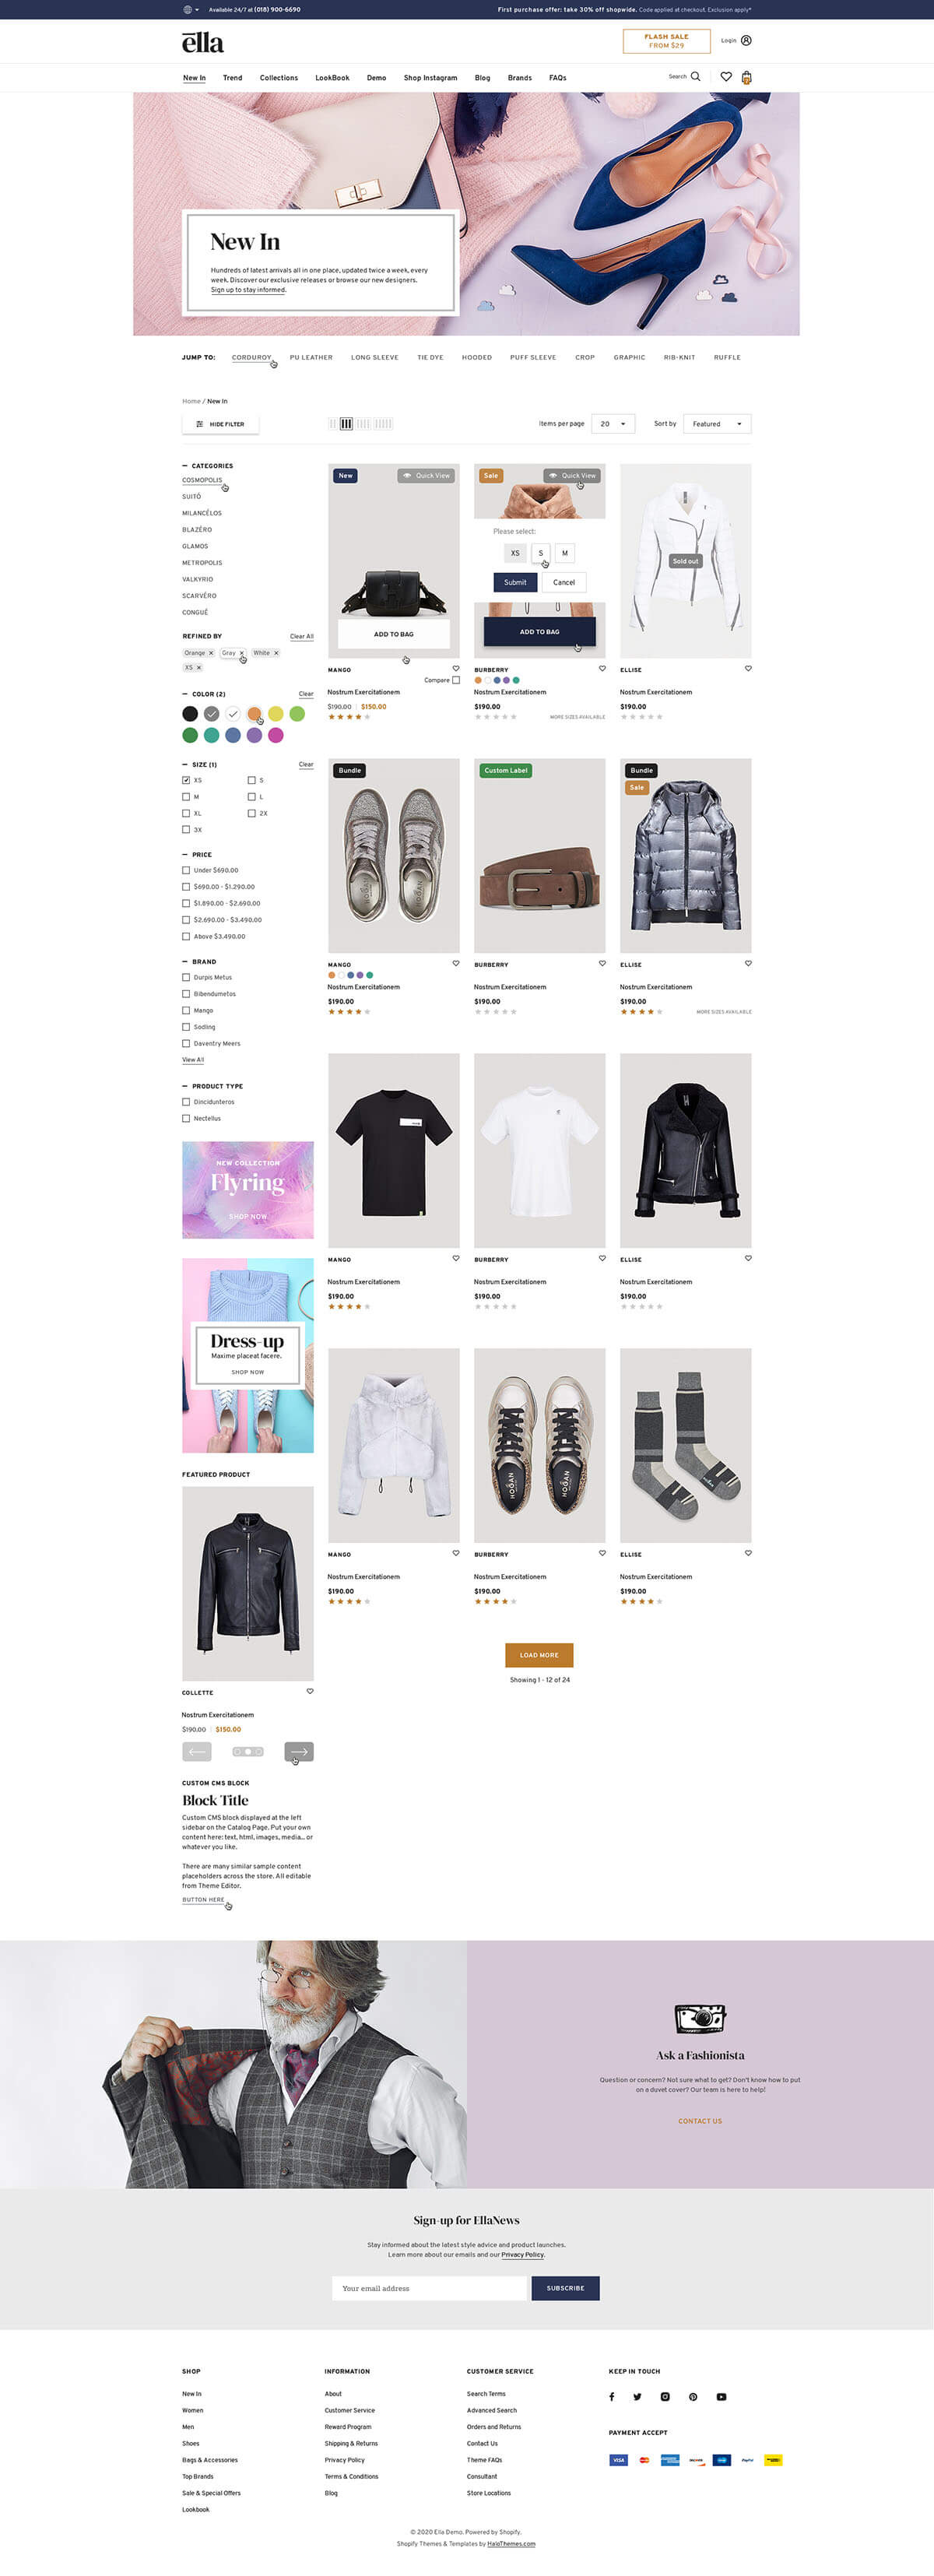 Available 24/7 at (018) 900-6690
First purchase offer: take 30% off shopwide. Code applied at checkout. Exclusion apply*
ella
FLASH SALE
FROM $29
Login
New In
Trend
Collections
LookBook
Demo
Shop Instagram
Blog
Brands
FAQs
Search
New In
Hundreds of latest arrivals all in one place, updated twice a week, every
week. Discover our exclusive releases or browse our new designers.
Sign up to stay informed.
JUMP TO:
CORDUROY
PU LEATHER
LONG SLEEVE
TIE DYE
HOODED
PUFF SLEEVE
CROP
GRAPHIC
RIB-KNIT
RUFFLE
Home / New In
HIDE FILTER
Items per page
20
Sort by
Featured
CATEGORIES
COSMOPOLIS
SUITÓ
MILANCÉLOS
BLAZÉRO
GLAMOS
METROPOLIS
VALKYRIO
SCARVÉRO
CONGUÉ
REFINED BY
Clear All
Orange ×
Gray ×
White ×
XS ×
COLOR (2)
Clear
SIZE (1)
Clear
XS
S
M
L
XL
2X
3X
PRICE
Under $690.00
$690.00 - $1.290.00
$1.890.00 - $2.690.00
$2.690.00 - $3.490.00
Above $3.490.00
BRAND
Durpis Metus
Bibendumetos
Mango
Sodling
Daventry Meers
View All
PRODUCT TYPE
Dincidunteros
Nectellus
NEW COLLECTION
Flyring
SHOP NOW
Dress-up
Maxime placeat facere.
SHOP NOW
FEATURED PRODUCT
COLLETTE
Nostrum Exercitationem
$190.00 | $150.00
CUSTOM CMS BLOCK
Block Title
Custom CMS block displayed at the left
sidebar on the Catalog Page. Put your own
content here: text, html, images, media... or
whatever you like.
There are many similar sample content
placeholders across the store. All editable
from Theme Editor.
BUTTON HERE
New
Quick View
ADD TO BAG
MANGO
Compare
Nostrum Exercitationem
$190.00 | $150.00
Sale
Quick View
Please select:
XS
S
M
Submit
Cancel
ADD TO BAG
BURBERRY
Nostrum Exercitationem
$190.00
MORE SIZES AVAILABLE
Sold out
ELLISE
Nostrum Exercitationem
$190.00
Bundle
HOGAN
MANGO
Nostrum Exercitationem
$190.00
Custom Label
BURBERRY
Nostrum Exercitationem
$190.00
Bundle
Sale
ELLISE
Nostrum Exercitationem
$190.00
MORE SIZES AVAILABLE
MANGO
Nostrum Exercitationem
$190.00
BURBERRY
Nostrum Exercitationem
$190.00
ELLISE
Nostrum Exercitationem
$190.00
MANGO
Nostrum Exercitationem
$190.00
HOGAN
HOGAN
BURBERRY
Nostrum Exercitationem
$190.00
ELLISE
Nostrum Exercitationem
$190.00
LOAD MORE
Showing 1 - 12 of 24
Ask a Fashionista
Question or concern? Not sure what to get? Don't know how to put
on a duvet cover? Our team is here to help!
CONTACT US
Sign-up for EllaNews
Stay informed about the latest style advice and product launches.
Learn more about our emails and our Privacy Policy.
Your email address
SUBSCRIBE
SHOP
New In
Women
Men
Shoes
Bags & Accessories
Top Brands
Sale & Special Offers
Lookbook
INFORMATION
About
Customer Service
Reward Program
Shipping & Returns
Privacy Policy
Terms & Conditions
Blog
CUSTOMER SERVICE
Search Terms
Advanced Search
Orders and Returns
Contact Us
Theme FAQs
Consultant
Store Locations
KEEP IN TOUCH
PAYMENT ACCEPT
VISA
PayPal
© 2020 Ella Demo. Powered by Shopify.
Shopify Themes & Templates by HaloThemes.com